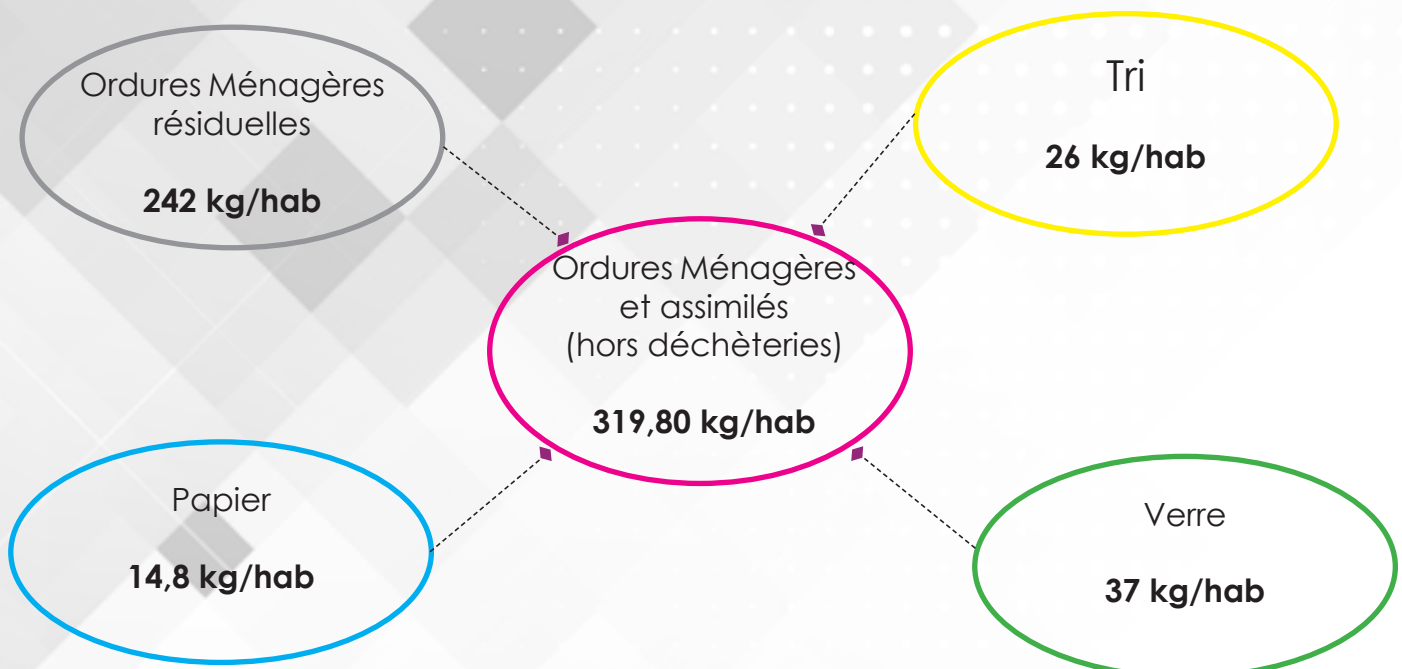 Ordures Ménagères
résiduelles
242 kg/hab
Tri
26 kg/hab
Ordures Ménagères
et assimilés
(hors déchèteries)
319,80 kg/hab
Papier
14,8 kg/hab
Verre
37 kg/hab